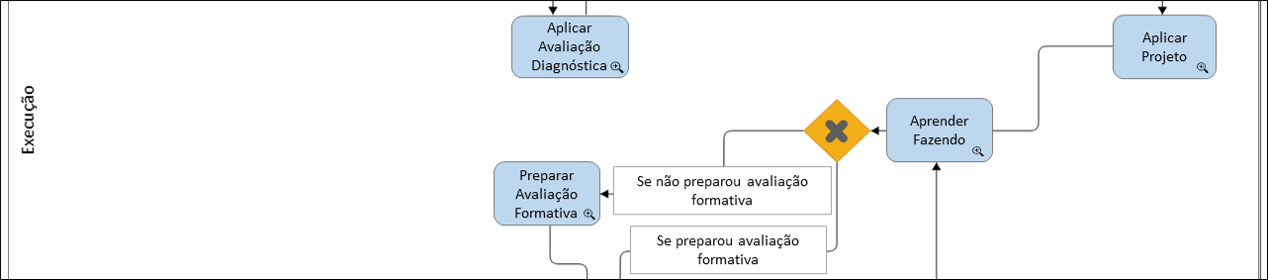 Execução
Aplicar
Avaliação
Diagnóstica
Aplicar
Projeto
Aprender
Fazendo
Preparar
Avaliação
Formativa
Se não preparou avaliação
formativa
Se preparou avaliação
formativa